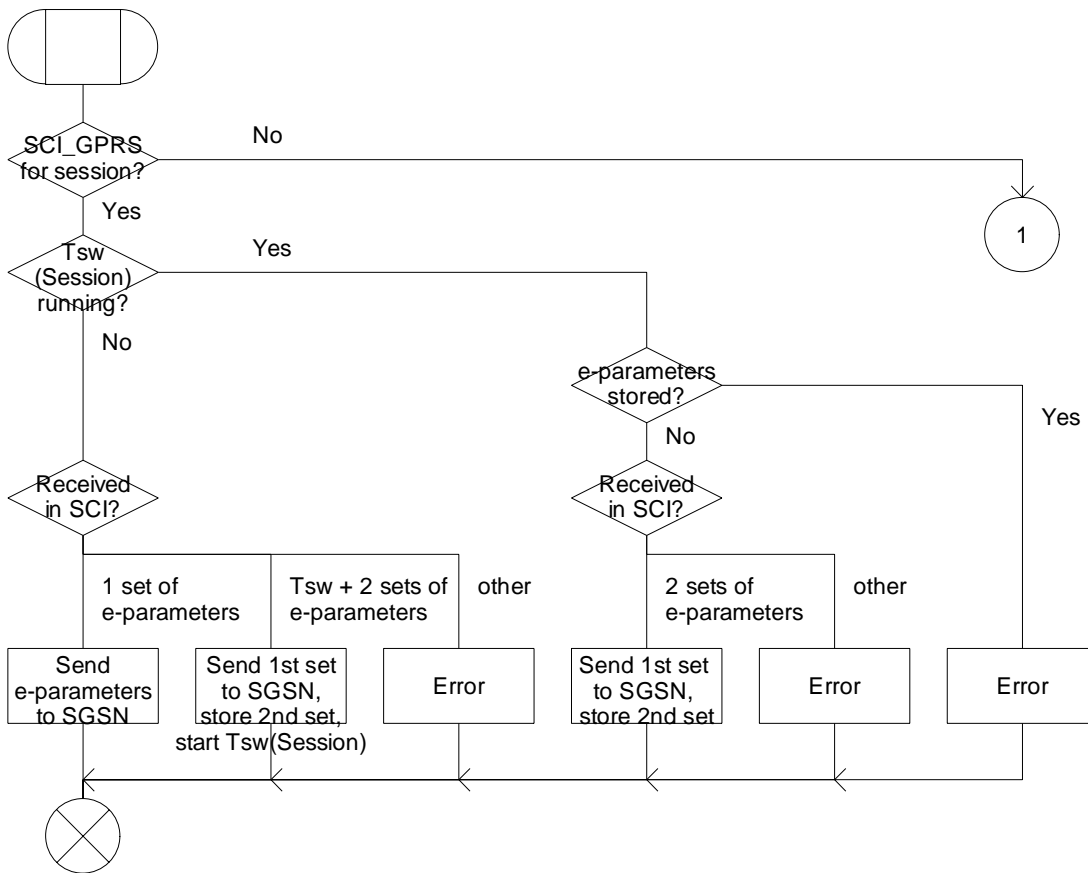 SCI_GPRS
for session?
No
Yes
1
Tsw
(Session)
running?
Yes
No
e-parameters
stored?
Yes
No
Received
in SCI?
Received
in SCI?
1 set of
e-parameters
Tsw + 2 sets of
e-parameters
other
2 sets of
e-parameters
other
Send
e-parameters
to SGSN
Send 1st set
to SGSN,
store 2nd set,
start Tsw(Session)
Error
Send 1st set
to SGSN,
store 2nd set
Error
Error